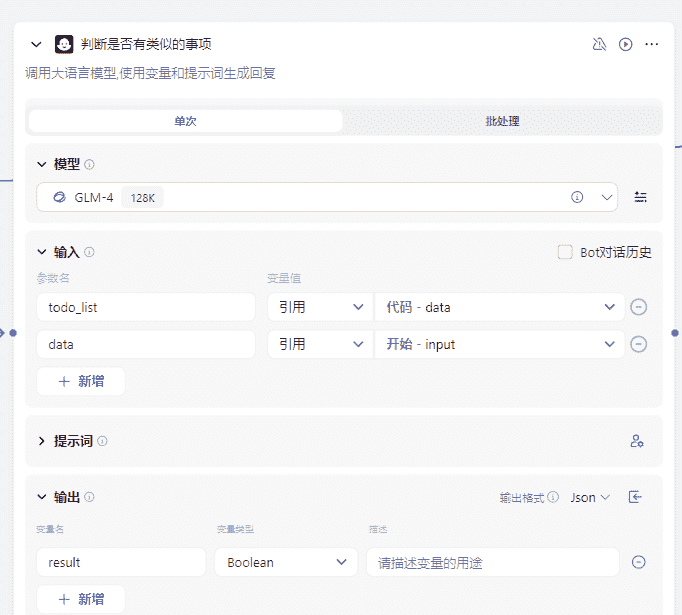 判断是否有类似的事项
调用大语言模型,使用变量和提示词生成回复
单次 批处理
模型
GLM-4 128K
输入 Bot对话历史
参数名 变量值
todo_list 引用 代码 - data
data 引用 开始 - input
新增
提示词
输出 输出格式 Json
变量名 变量类型 描述
result Boolean 请描述变量的用途
新增